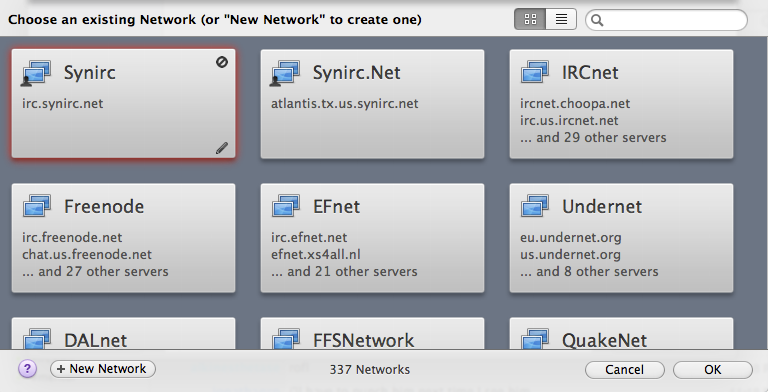 Choose an existing Network (or "New Network" to create one)
Synirc
irc.synirc.net
Synirc.Net
atlantis.tx.us.synirc.net
IRCnet
ircnet.choopa.net
irc.us.ircnet.net
... and 29 other servers
Freenode
irc.freenode.net
chat.us.freenode.net
... and 27 other servers
EFnet
irc.efnet.net
efnet.xs4all.nl
... and 21 other servers
Undernet
eu.undernet.org
us.undernet.org
... and 8 other servers
DALnet
FFSNetwork
QuakeNet
?
+ New Network
337 Networks
Cancel
OK